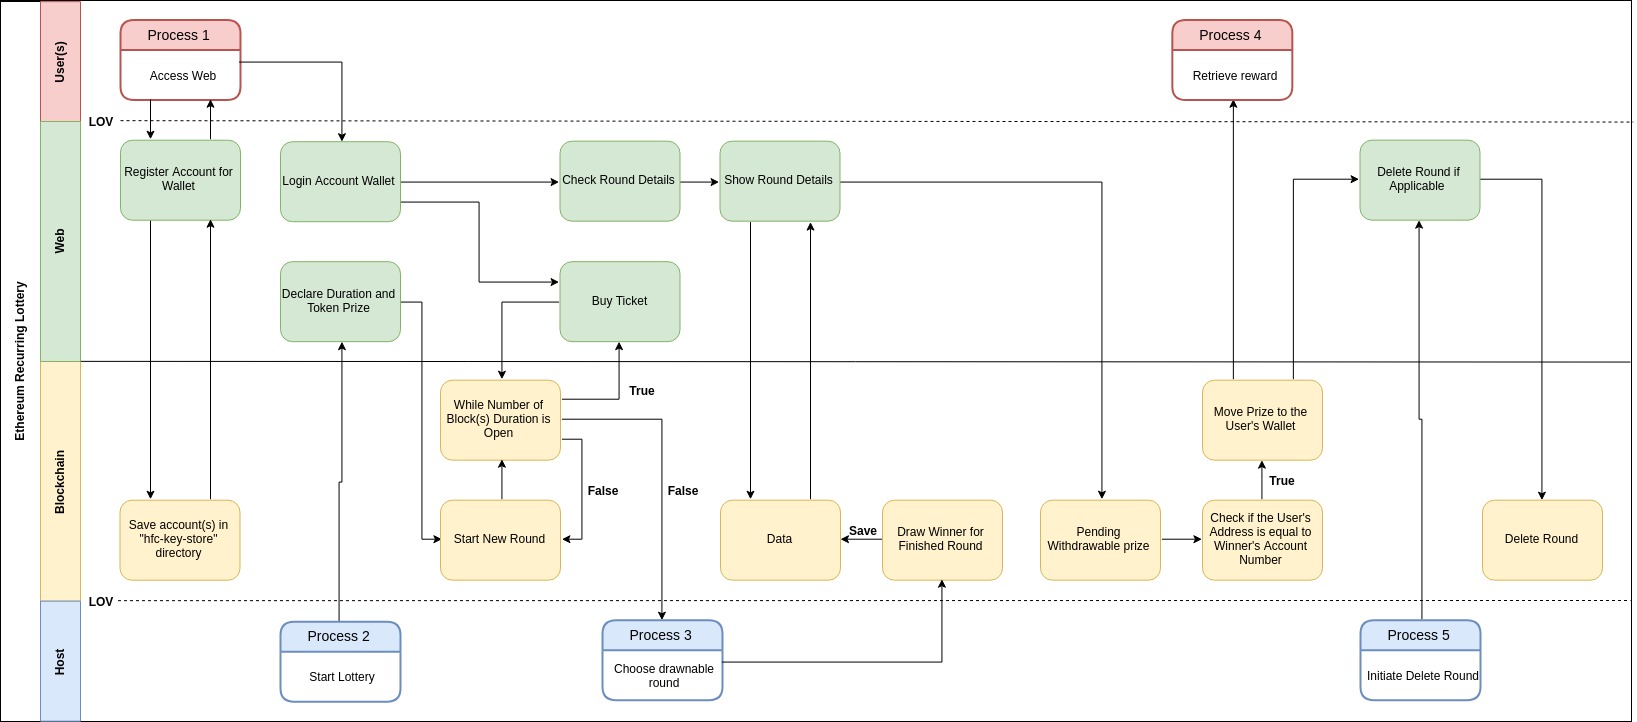 Ethereum Recurring Lottery
User(s)
Process 1
Access Web
Process 4
Retrieve reward
LOV
Web
Register Account for
Wallet
Login Account Wallet
Check Round Details
Show Round Details
Delete Round if
Applicable
Declare Duration and
Token Prize
Buy Ticket
Blockchain
While Number of
Block(s) Duration is
Open
True
False
False
Move Prize to the
User's Wallet
True
Save account(s) in
"hfc-key-store"
directory
Start New Round
Data
Save
Draw Winner for
Finished Round
Pending
Withdrawable prize
Check if the User's
Address is equal to
Winner's Account
Number
Delete Round
LOV
Host
Process 2
Start Lottery
Process 3
Choose drawnable
round
Process 5
Initiate Delete Round